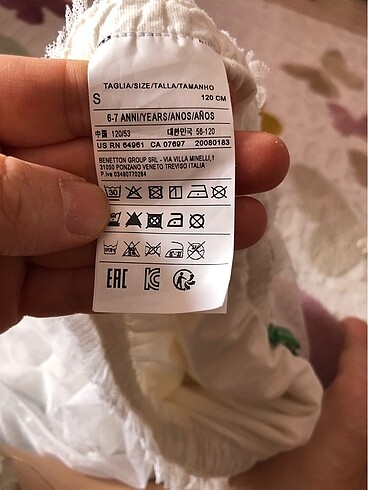 TAGLIA/SIZE/TALLA/TAMANHO
S 120 CM
6-7 ANNI/YEARS/ANOS/AÑOS
中国 120/53 대한민국 56-120
US RN 64961 CA 07697 20080183
BENETTON GROUP SRL - VIA VILLA MINELLI,1
31050 PONZANO VENETO TREVISO ITALIA
P.iva 03490770264
30
EAC